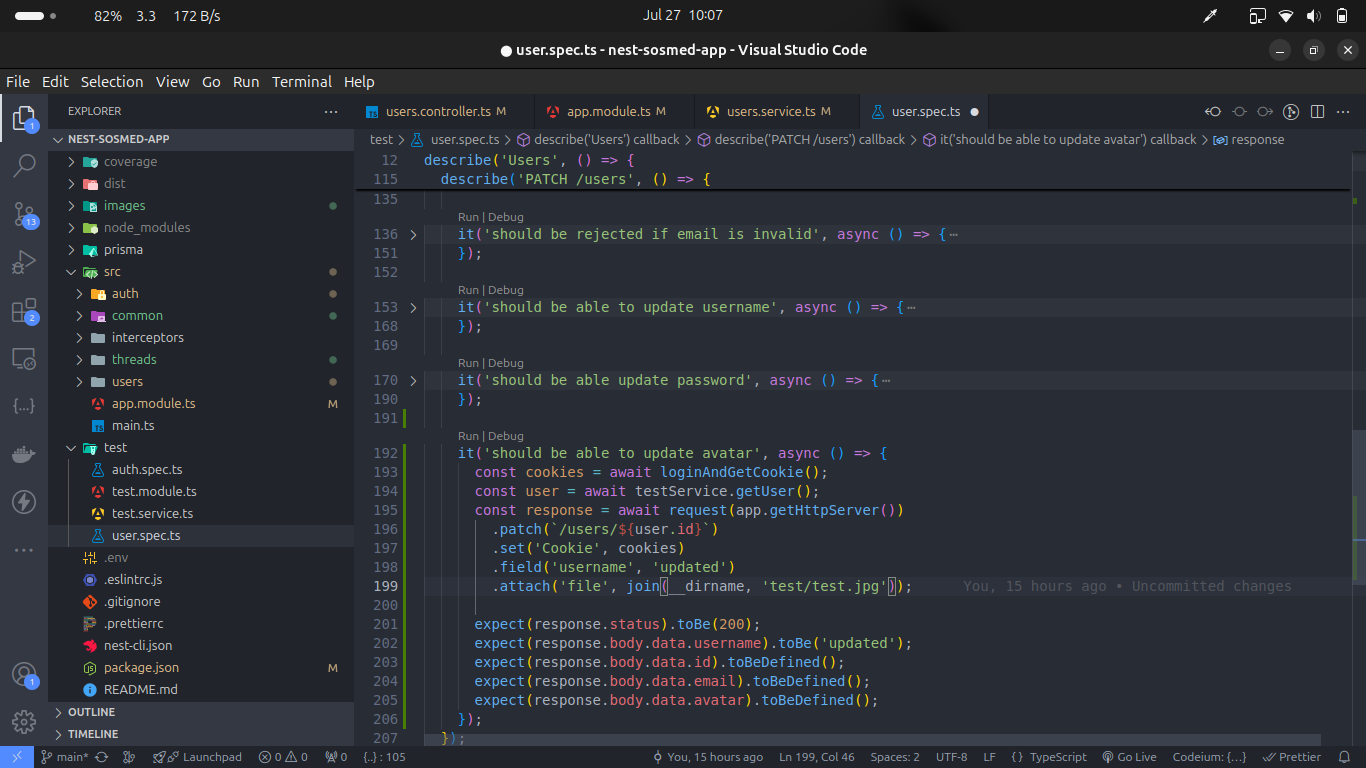 82% 3.3 172 B/s Jul 27 10:07
user.spec.ts - nest-sosmed-app - Visual Studio Code
File Edit Selection View Go Run Terminal Help
EXPLORER
users.controller.ts M app.module.ts M users.service.ts M user.spec.ts
NEST-SOSMED-APP
test > user.spec.ts > describe('Users') callback > describe('PATCH /users') callback > it('should be able to update avatar') callback > response
coverage
dist
images
node_modules
prisma
src
auth
common
interceptors
threads
users
app.module.ts M
main.ts
test
auth.spec.ts
test.module.ts
test.service.ts
user.spec.ts
.env
.eslintrc.js
.gitignore
.prettierrc
nest-cli.json
package.json M
README.md
OUTLINE
TIMELINE
1
13
2
1
12 describe('Users', () => {
115 describe('PATCH /users', () => {
135
Run | Debug
136 it('should be rejected if email is invalid', async () => {⋯
151 });
152
Run | Debug
153 it('should be able to update username', async () => {⋯
168 });
169
Run | Debug
170 it('should be able update password', async () => {⋯
190 });
191
Run | Debug
192 it('should be able to update avatar', async () => {
193 const cookies = await loginAndGetCookie();
194 const user = await testService.getUser();
195 const response = await request(app.getHttpServer())
196 .patch(`/users/${user.id}`)
197 .set('Cookie', cookies)
198 .field('username', 'updated')
199 .attach('file', join(__dirname, 'test/test.jpg')); You, 15 hours ago • Uncommitted changes
200
201 expect(response.status).toBe(200);
202 expect(response.body.data.username).toBe('updated');
203 expect(response.body.data.id).toBeDefined();
204 expect(response.body.data.email).toBeDefined();
205 expect(response.body.data.avatar).toBeDefined();
206 });
207 });
main* Launchpad 0 0 0 {..} : 105 You, 15 hours ago Ln 199, Col 46 Spaces: 2 UTF-8 LF {} TypeScript Go Live Codeium: {...} Prettier